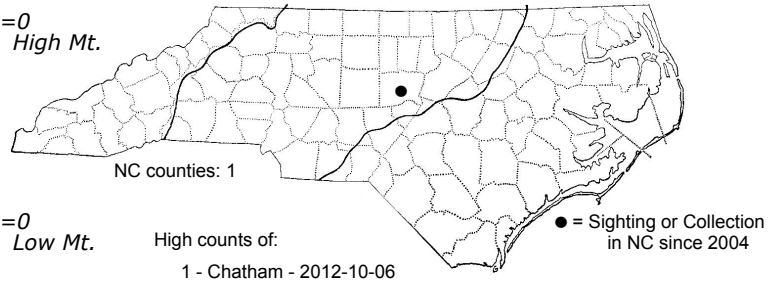 =0
High Mt.
NC counties: 1
=0
Low Mt.
High counts of:
1 - Chatham - 2012-10-06
● = Sighting or Collection
in NC since 2004